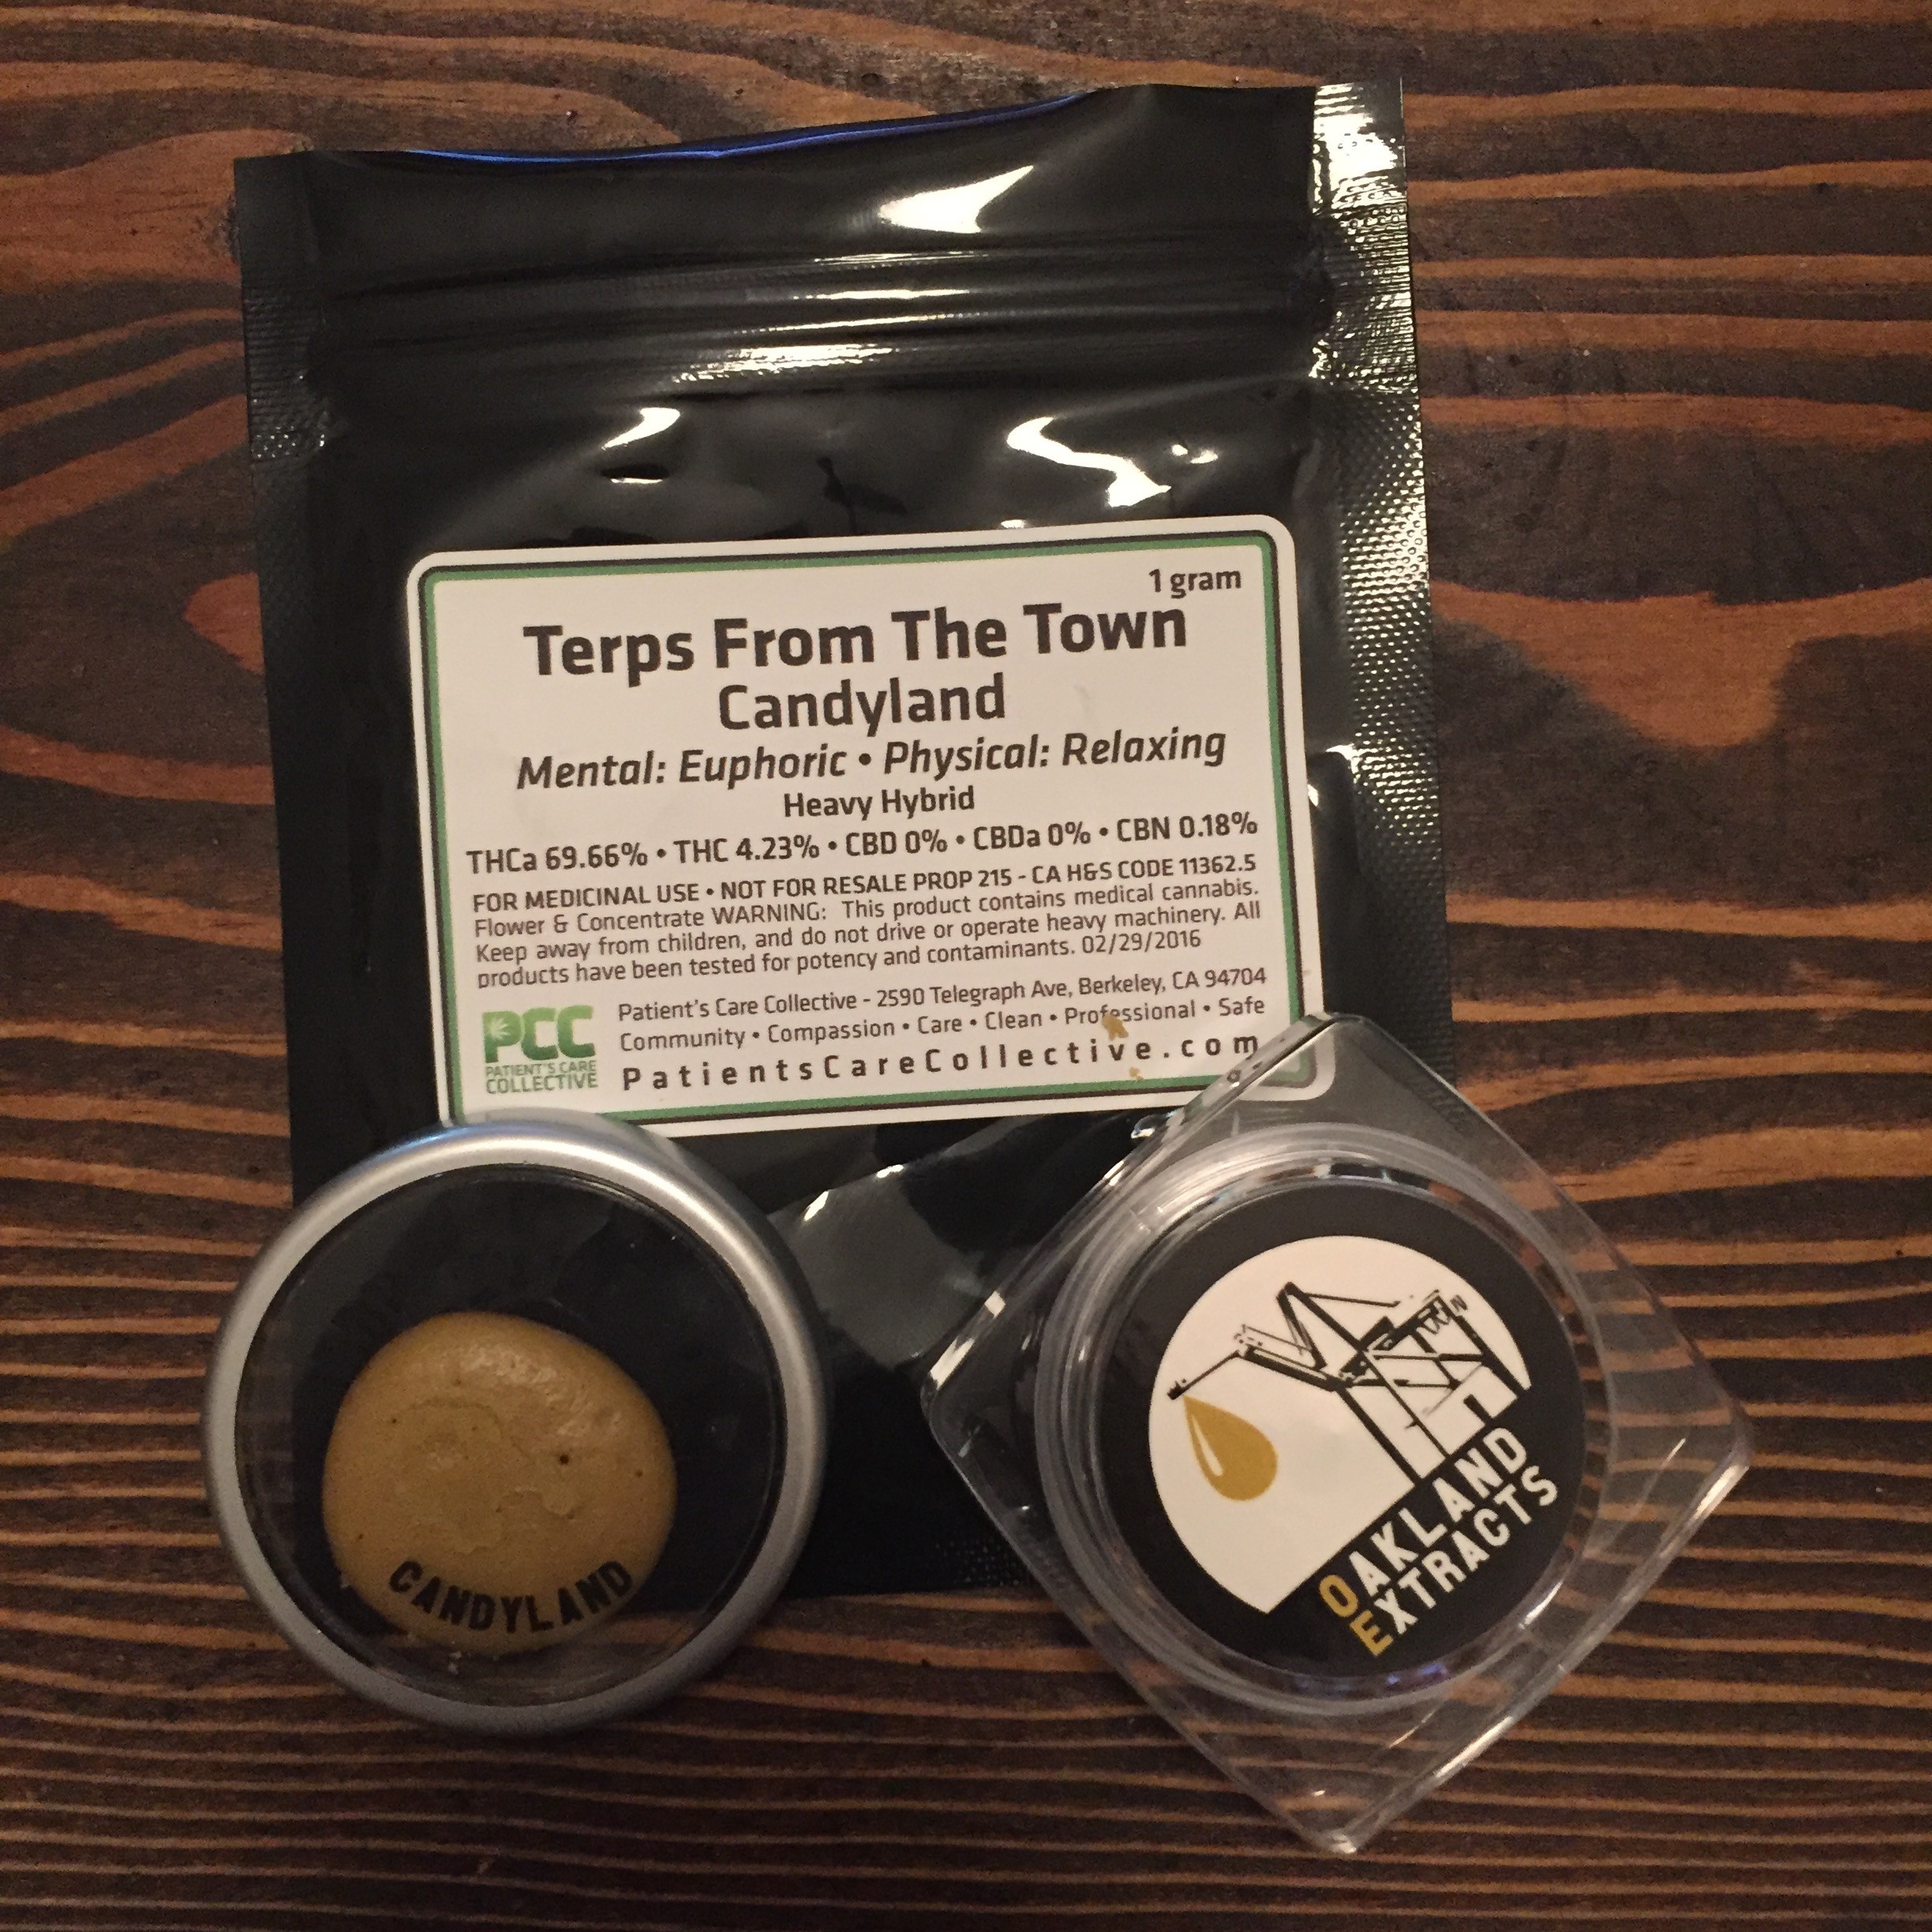 1 gram
Terps From The Town
Candyland
Mental: Euphoric • Physical: Relaxing
Heavy Hybrid
THCa 69.66% • THC 4.23% • CBD 0% • CBDa 0% • CBN 0.18%
FOR MEDICINAL USE • NOT FOR RESALE PROP 215 - CA H&S CODE 11362.5
Flower & Concentrate WARNING: This product contains medical cannabis.
Keep away from children, and do not drive or operate heavy machinery. All
products have been tested for potency and contaminants. 02/29/2016
PCC
PATIENT'S CARE
COLLECTIVE
Patient's Care Collective - 2590 Telegraph Ave, Berkeley, CA 94704
Community • Compassion • Care • Clean • Professional • Safe
PatientsCareCollective.com
CANDYLAND
OAKLAND
EXTRACTS